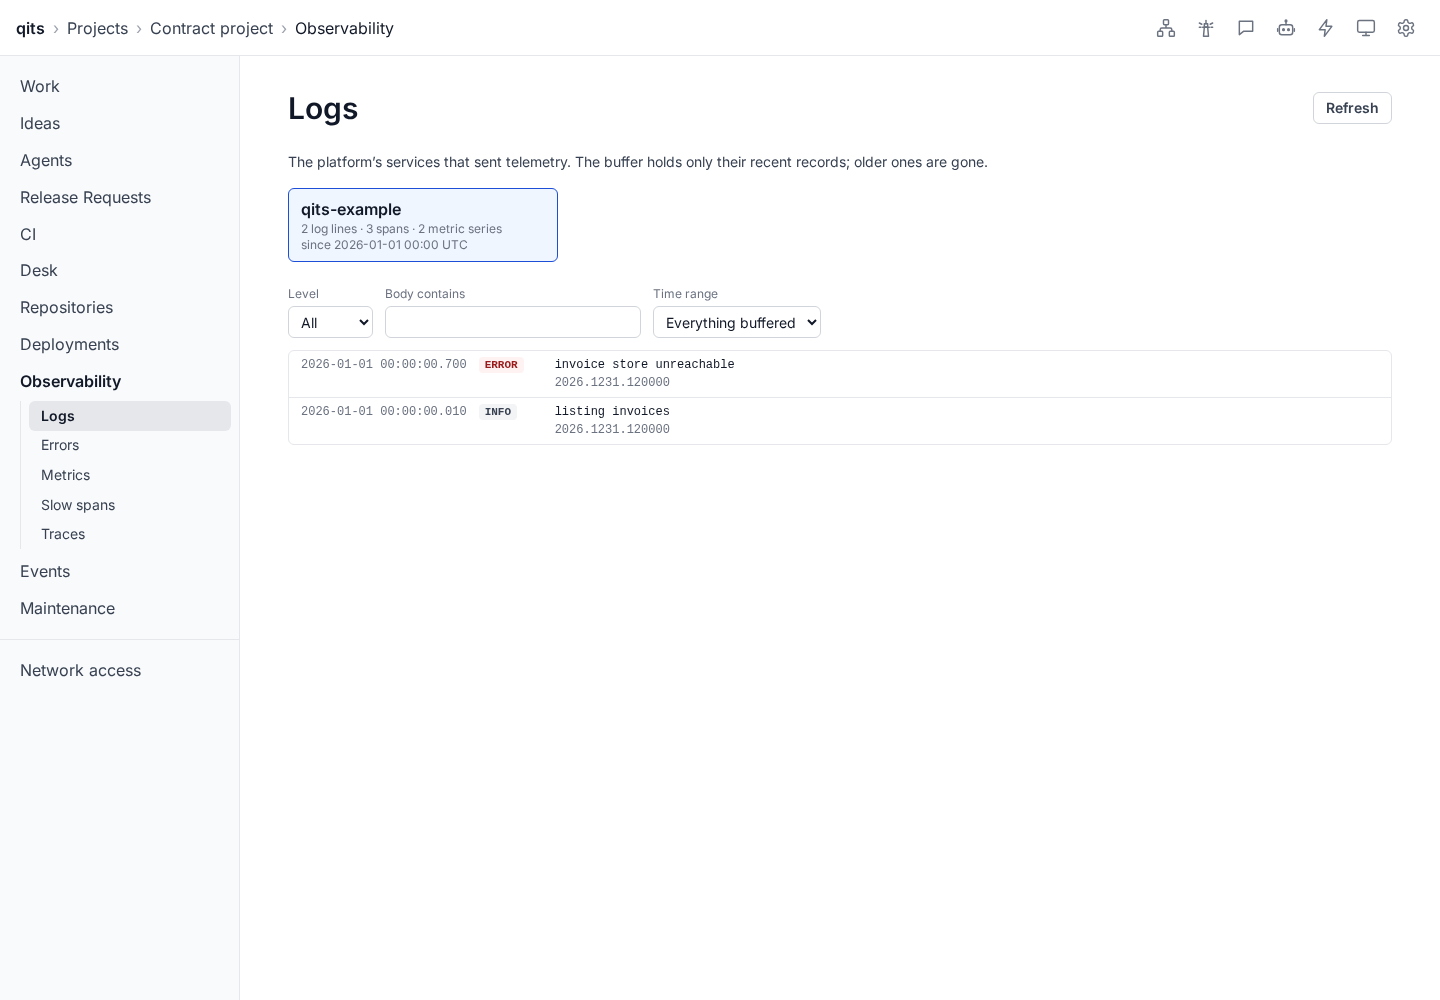 qits › Projects › Contract project › Observability
Work
Ideas
Agents
Release Requests
CI
Desk
Repositories
Deployments
Observability
Logs
Errors
Metrics
Slow spans
Traces
Events
Maintenance
Network access
Logs
Refresh
The platform’s services that sent telemetry. The buffer holds only their recent records; older ones are gone.
qits-example
2 log lines · 3 spans · 2 metric series
since 2026-01-01 00:00 UTC
Level
Body contains
Time range
All
Everything buffered
2026-01-01 00:00:00.700 ERROR invoice store unreachable
2026.1231.120000
2026-01-01 00:00:00.010 INFO listing invoices
2026.1231.120000